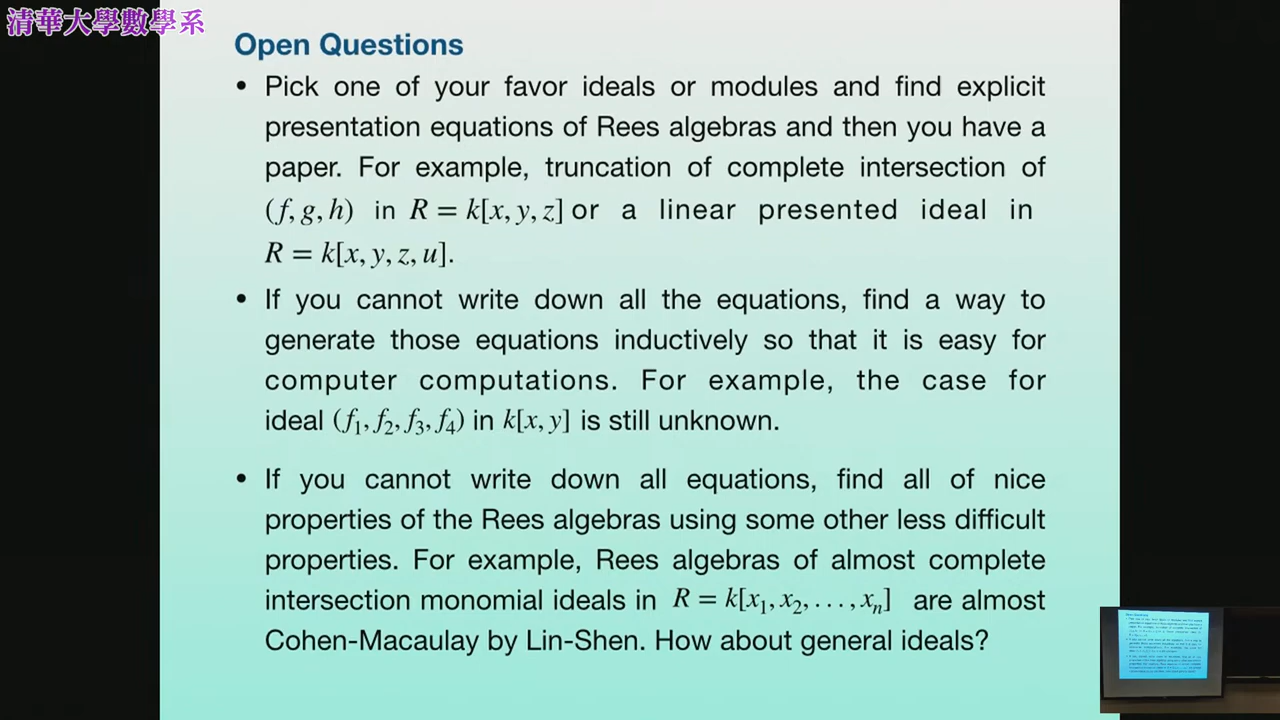 清華大學數學系
Open Questions
• Pick one of your favor ideals or modules and find explicit
presentation equations of Rees algebras and then you have a
paper. For example, truncation of complete intersection of
(f, g, h) in R = k[x, y, z] or a linear presented ideal in
R = k[x, y, z, u].
• If you cannot write down all the equations, find a way to
generate those equations inductively so that it is easy for
computer computations. For example, the case for
ideal (f₁, f₂, f₃, f₄) in k[x, y] is still unknown.
• If you cannot write down all equations, find all of nice
properties of the Rees algebras using some other less difficult
properties. For example, Rees algebras of almost complete
intersection monomial ideals in R = k[x₁, x₂, . . . , xₙ] are almost
Cohen-Macaulay by Lin-Shen. How about general ideals?